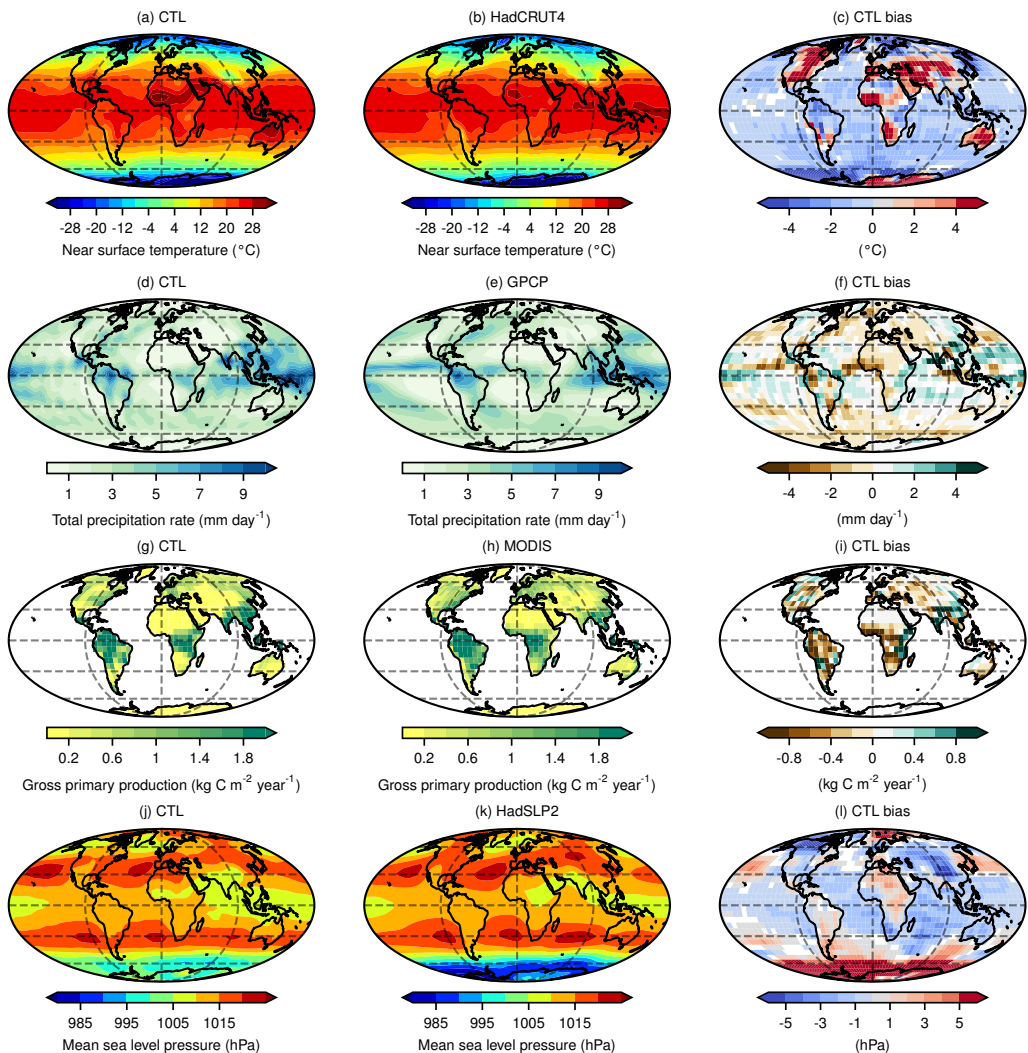 (a) CTL
(b) HadCRUT4
(c) CTL bias
-28 -20 -12 -4 4 12 20 28
-28 -20 -12 -4 4 12 20 28
-4 -2 0 2 4
Near surface temperature (°C)
Near surface temperature (°C)
(°C)
(d) CTL
(e) GPCP
(f) CTL bias
1 3 5 7 9
1 3 5 7 9
-4 -2 0 2 4
Total precipitation rate (mm day⁻¹)
Total precipitation rate (mm day⁻¹)
(mm day⁻¹)
(g) CTL
(h) MODIS
(i) CTL bias
0.2 0.6 1 1.4 1.8
0.2 0.6 1 1.4 1.8
-0.8 -0.4 0 0.4 0.8
Gross primary production (kg C m⁻² year⁻¹)
Gross primary production (kg C m⁻² year⁻¹)
(kg C m⁻² year⁻¹)
(j) CTL
(k) HadSLP2
(l) CTL bias
985 995 1005 1015
985 995 1005 1015
-5 -3 -1 1 3 5
Mean sea level pressure (hPa)
Mean sea level pressure (hPa)
(hPa)